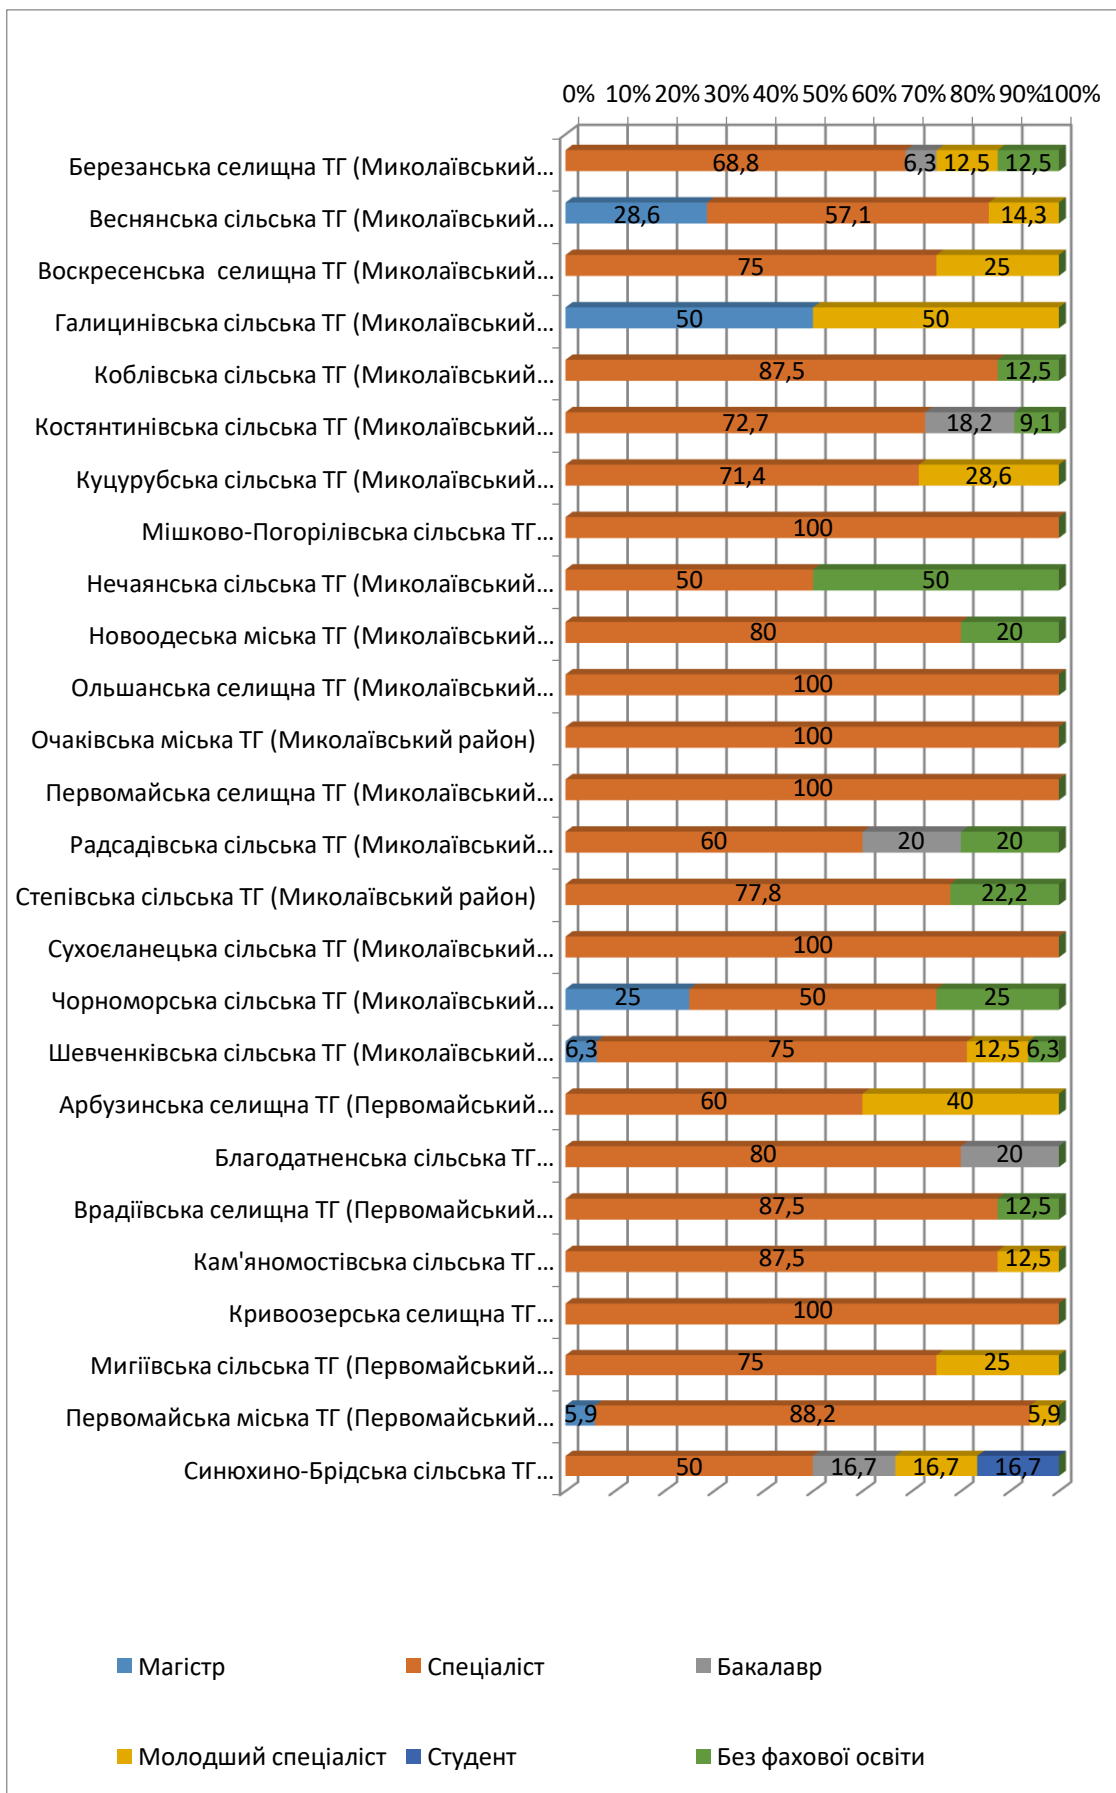 0% 10% 20% 30% 40% 50% 60% 70% 80% 90% 100%
Березанська селищна ТГ (Миколаївський... 68,8 6,3 12,5 12,5
Веснянська сільська ТГ (Миколаївський... 28,6 57,1 14,3
Воскресенська  селищна ТГ (Миколаївський... 75 25
Галицинівська сільська ТГ (Миколаївський... 50 50
Коблівська сільська ТГ (Миколаївський... 87,5 12,5
Костянтинівська сільська ТГ (Миколаївський... 72,7 18,2 9,1
Куцурубська сільська ТГ (Миколаївський... 71,4 28,6
Мішково-Погорілівська сільська ТГ... 100
Нечаянська сільська ТГ (Миколаївський... 50 50
Новоодеська міська ТГ (Миколаївський... 80 20
Ольшанська селищна ТГ (Миколаївський... 100
Очаківська міська ТГ (Миколаївський район) 100
Первомайська селищна ТГ (Миколаївський... 100
Радсадівська сільська ТГ (Миколаївський... 60 20 20
Степівська сільська ТГ (Миколаївський район) 77,8 22,2
Сухоєланецька сільська ТГ (Миколаївський... 100
Чорноморська сільська ТГ (Миколаївський... 25 50 25
Шевченківська сільська ТГ (Миколаївський... 6,3 75 12,5 6,3
Арбузинська селищна ТГ (Первомайський... 60 40
Благодатненська сільська ТГ... 80 20
Врадіївська селищна ТГ (Первомайський... 87,5 12,5
Кам'яномостівська сільська ТГ... 87,5 12,5
Кривоозерська селищна ТГ... 100
Мигіївська сільська ТГ (Первомайський... 75 25
Первомайська міська ТГ (Первомайський... 5,9 88,2 5,9
Синюхино-Брідська сільська ТГ... 50 16,7 16,7 16,7
Магістр Спеціаліст Бакалавр
Молодший спеціаліст Студент Без фахової освіти